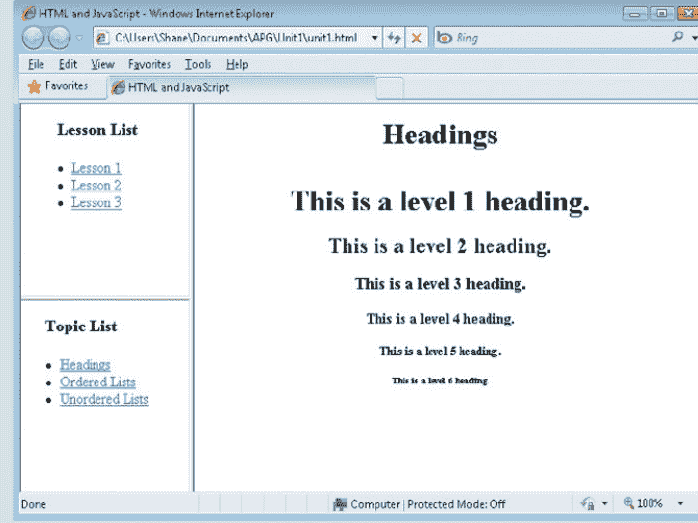 HTML and JavaScript - Windows Internet Explorer
C:\Users\Shane\Documents\APG\Unit1\unit1.html
Bing
File Edit View Favorites Tools Help
Favorites
HTML and JavaScript
Lesson List
Lesson 1
Lesson 2
Lesson 3
Topic List
Headings
Ordered Lists
Unordered Lists
Headings
This is a level 1 heading.
This is a level 2 heading.
This is a level 3 heading.
This is a level 4 heading.
This is a level 5 heading.
This is a level 6 heading
Done
Computer | Protected Mode: Off
100%